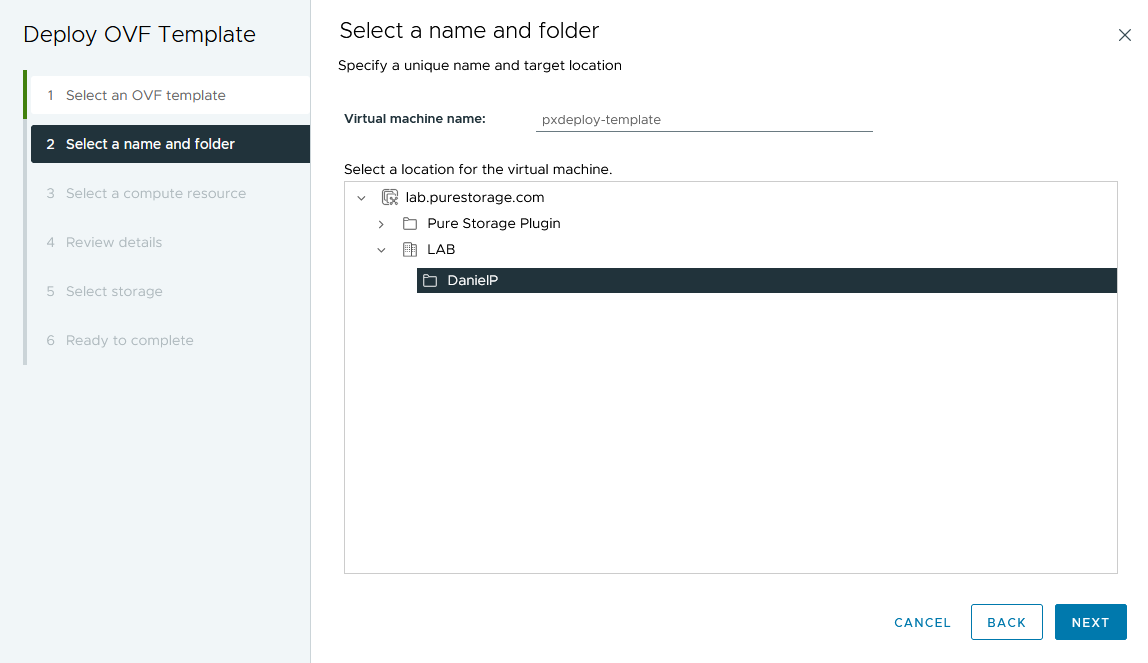 Deploy OVF Template
1 Select an OVF template
2 Select a name and folder
3 Select a compute resource
4 Review details
5 Select storage
6 Ready to complete
Select a name and folder
Specify a unique name and target location
Virtual machine name: pxdeploy-template
Select a location for the virtual machine.
lab.purestorage.com
Pure Storage Plugin
LAB
DanielP
CANCEL BACK NEXT